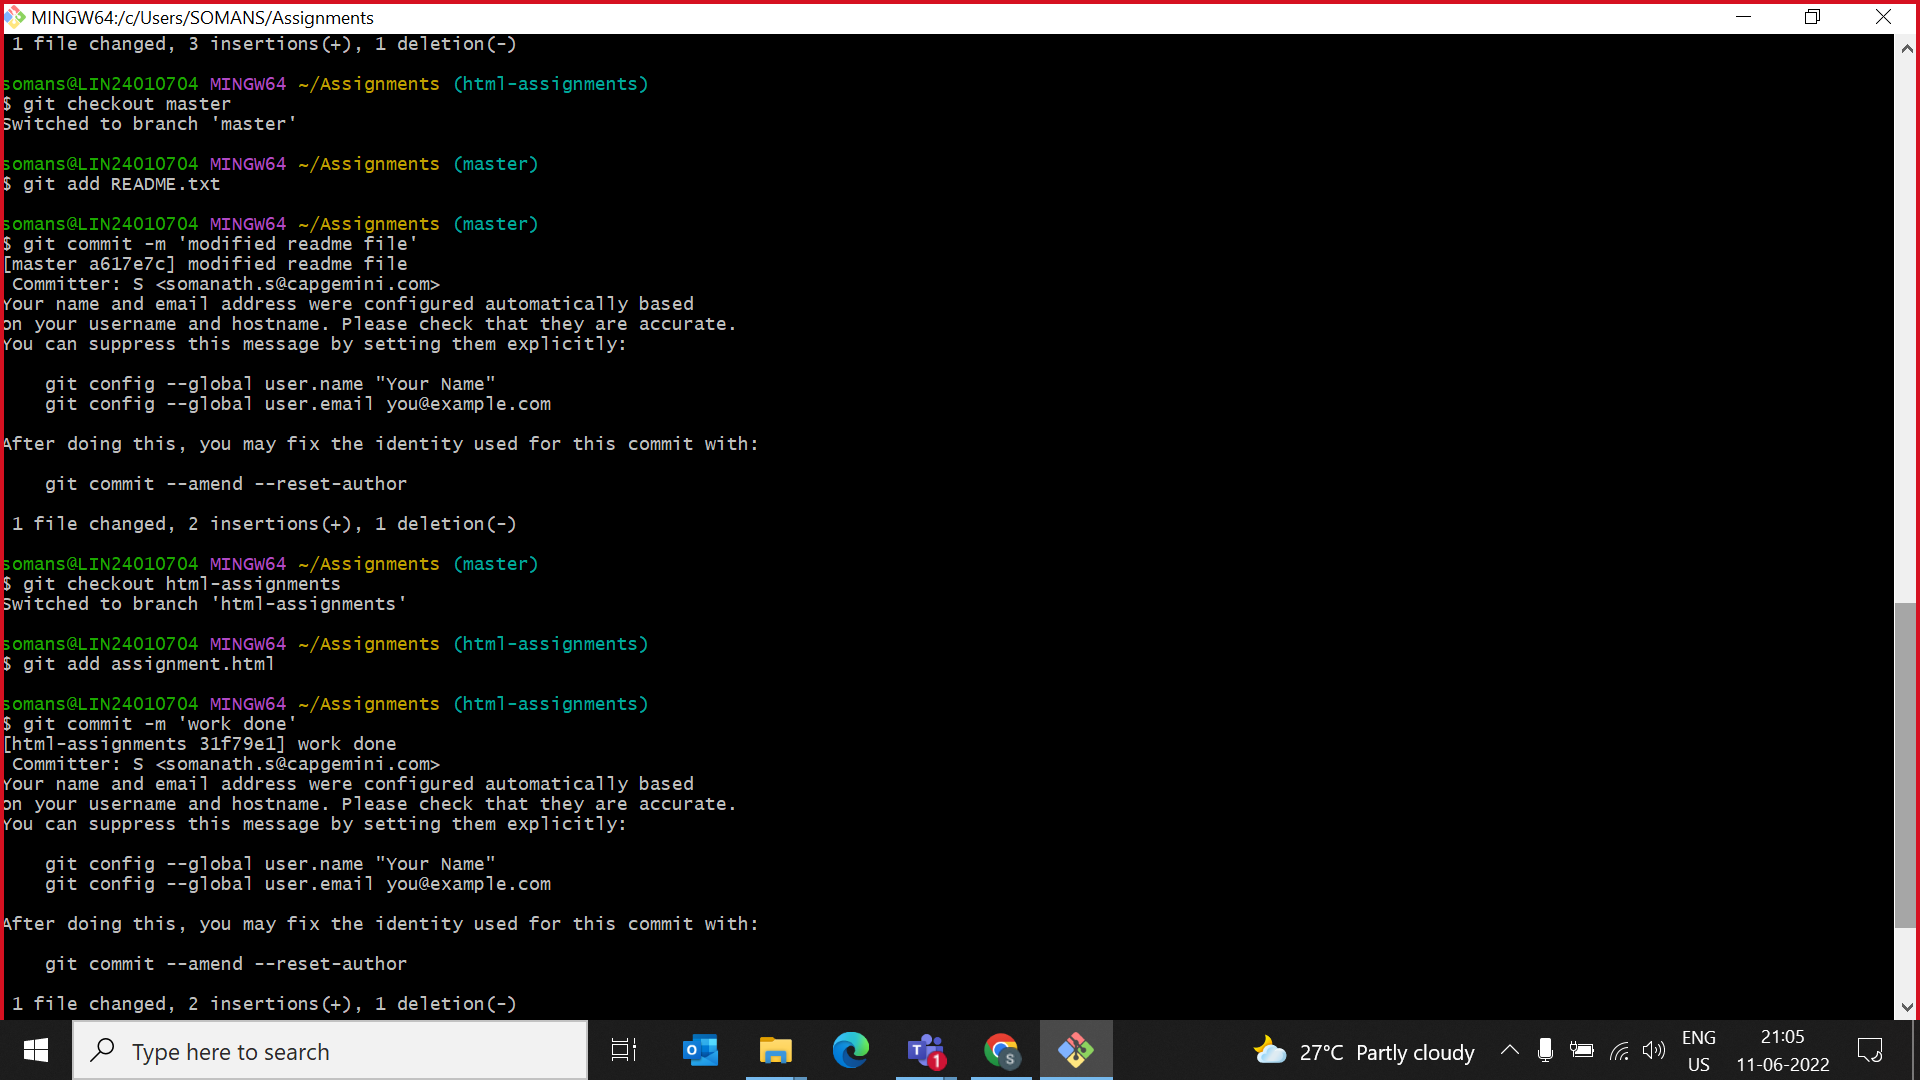 MINGW64:/c/Users/SOMANS/Assignments
1 file changed, 3 insertions(+), 1 deletion(-)
somans@LIN24010704 MINGW64 ~/Assignments (html-assignments)
$ git checkout master
Switched to branch 'master'
somans@LIN24010704 MINGW64 ~/Assignments (master)
$ git add README.txt
somans@LIN24010704 MINGW64 ~/Assignments (master)
$ git commit -m 'modified readme file'
[master a617e7c] modified readme file
Committer: S <somanath.s@capgemini.com>
Your name and email address were configured automatically based
on your username and hostname. Please check that they are accurate.
You can suppress this message by setting them explicitly:
git config --global user.name "Your Name"
git config --global user.email you@example.com
After doing this, you may fix the identity used for this commit with:
git commit --amend --reset-author
1 file changed, 2 insertions(+), 1 deletion(-)
somans@LIN24010704 MINGW64 ~/Assignments (master)
$ git checkout html-assignments
Switched to branch 'html-assignments'
somans@LIN24010704 MINGW64 ~/Assignments (html-assignments)
$ git add assignment.html
somans@LIN24010704 MINGW64 ~/Assignments (html-assignments)
$ git commit -m 'work done'
[html-assignments 31f79e1] work done
Committer: S <somanath.s@capgemini.com>
Your name and email address were configured automatically based
on your username and hostname. Please check that they are accurate.
You can suppress this message by setting them explicitly:
git config --global user.name "Your Name"
git config --global user.email you@example.com
After doing this, you may fix the identity used for this commit with:
git commit --amend --reset-author
1 file changed, 2 insertions(+), 1 deletion(-)
Type here to search
27°C Partly cloudy
ENG
US
21:05
11-06-2022